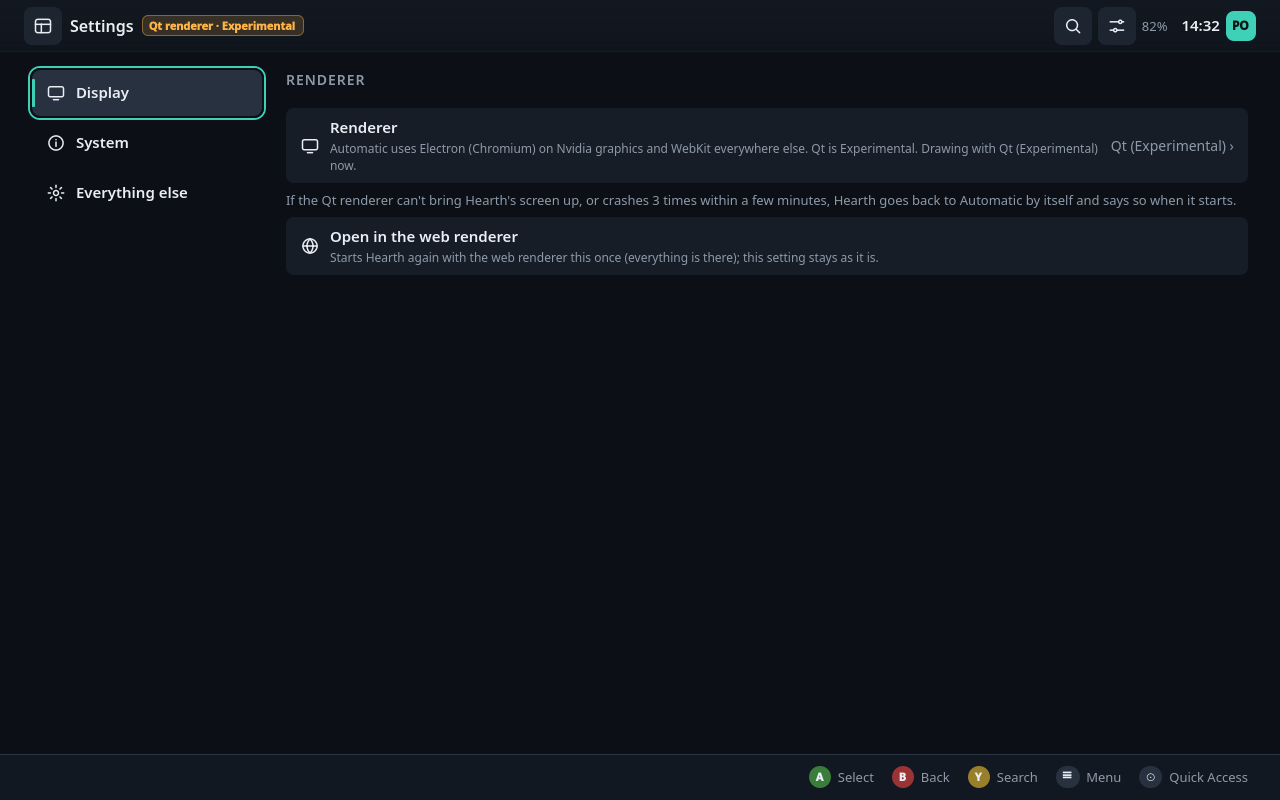 Settings
Qt renderer · Experimental
82%
14:32
PO
Display
System
Everything else
RENDERER
Renderer
Automatic uses Electron (Chromium) on Nvidia graphics and WebKit everywhere else. Qt is Experimental. Drawing with Qt (Experimental)
now.
Qt (Experimental) ›
If the Qt renderer can't bring Hearth's screen up, or crashes 3 times within a few minutes, Hearth goes back to Automatic by itself and says so when it starts.
Open in the web renderer
Starts Hearth again with the web renderer this once (everything is there); this setting stays as it is.
A Select
B Back
Y Search
Menu
Quick Access